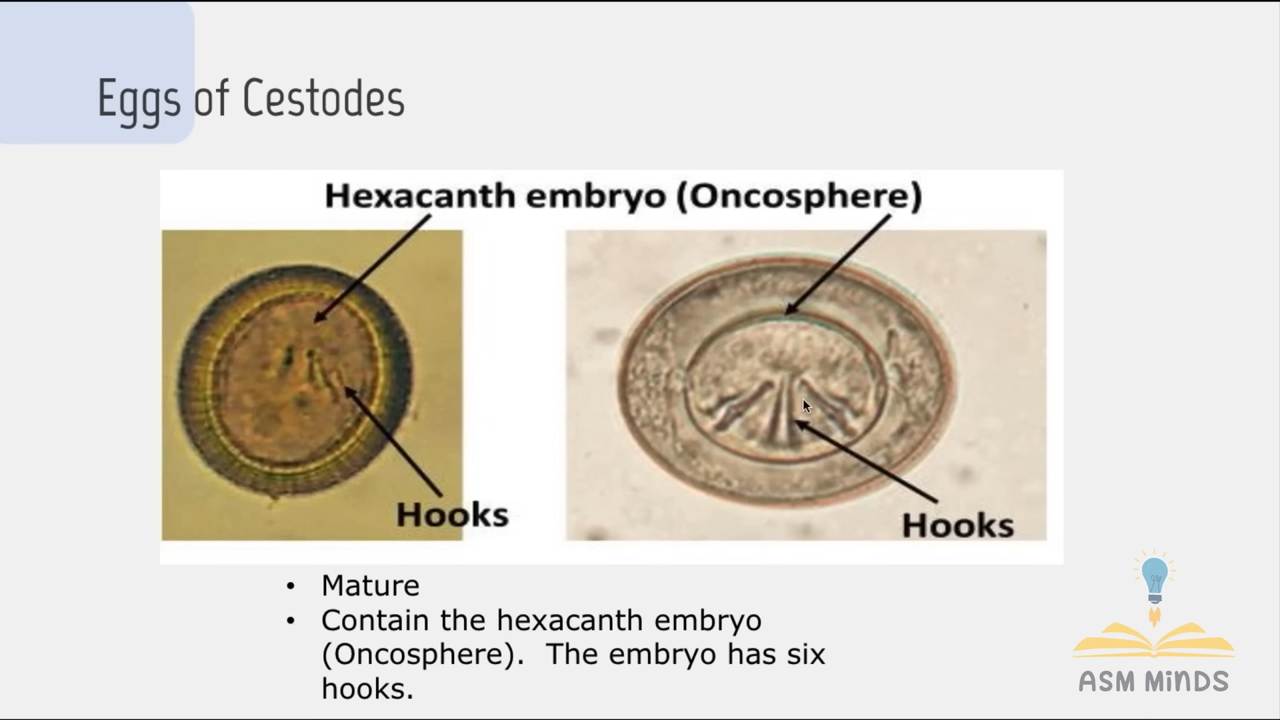 Eggs of Cestodes
Hexacanth embryo (Oncosphere)
Hooks
Hooks
• Mature
• Contain the hexacanth embryo
(Oncosphere).  The embryo has six
hooks.
ASM MiNDS